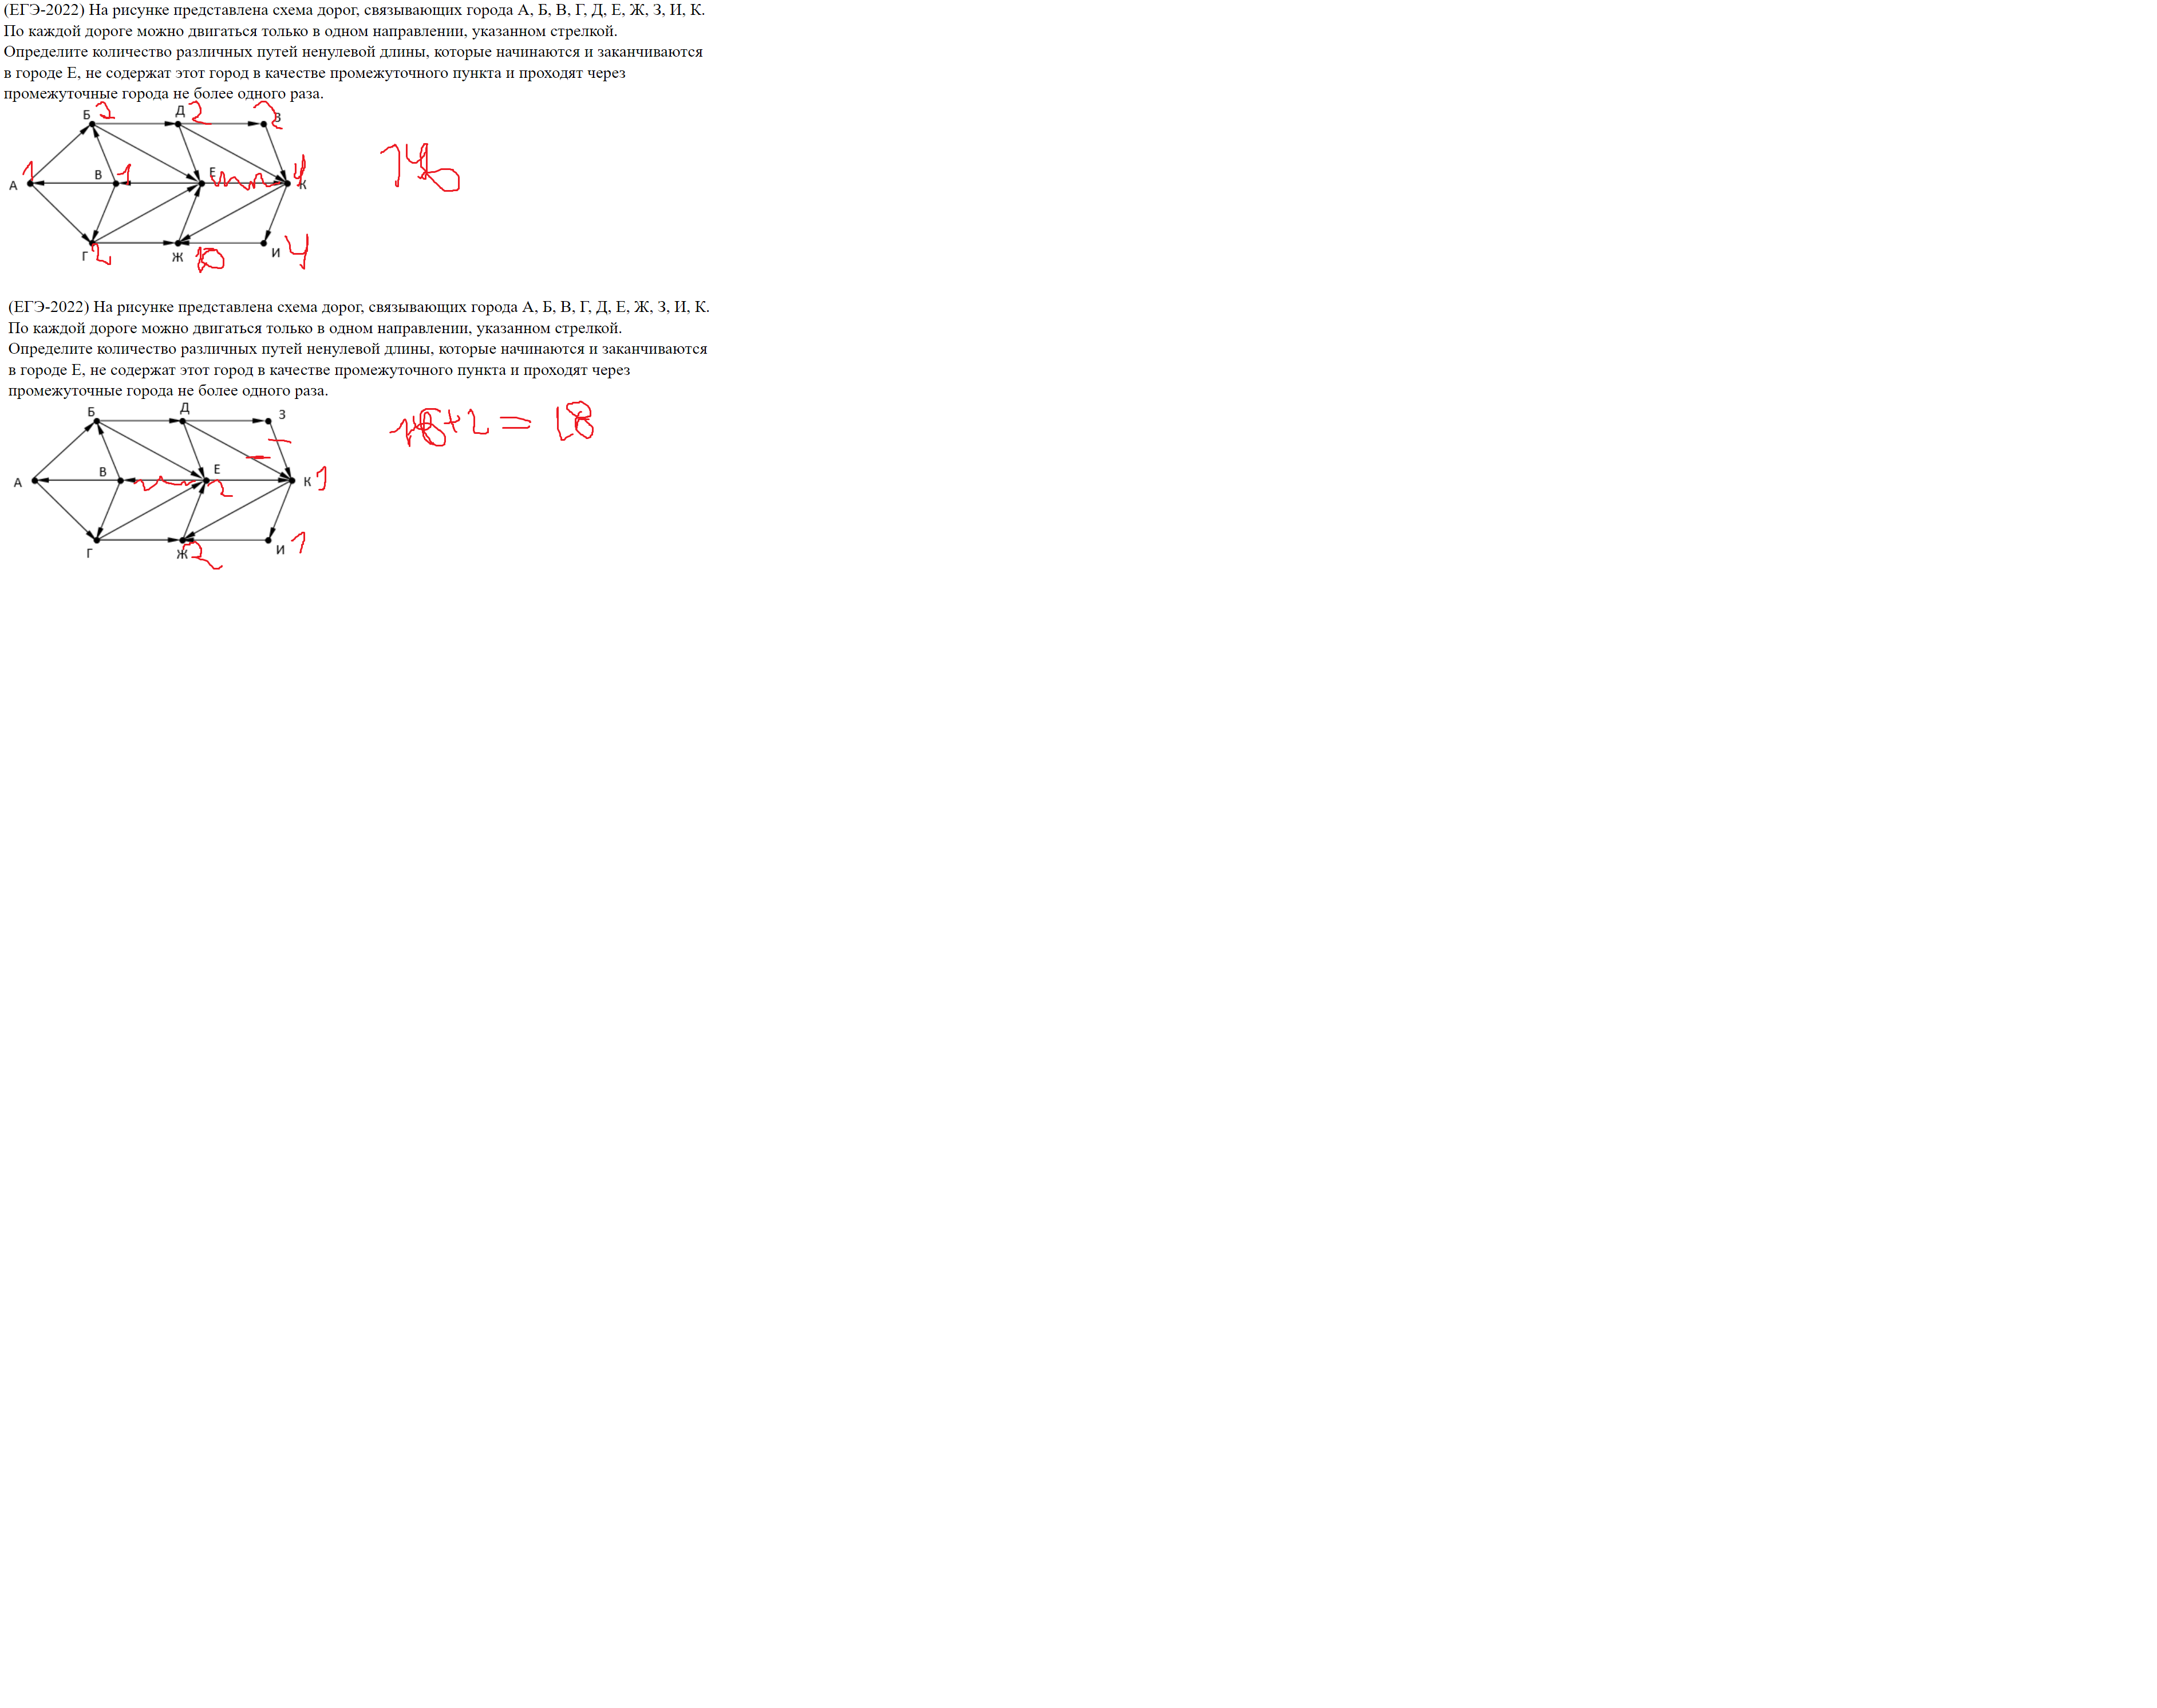 (ЕГЭ-2022) На рисунке представлена схема дорог, связывающих города А, Б, В, Г, Д, Е, Ж, З, И, К.
По каждой дороге можно двигаться только в одном направлении, указанном стрелкой.
Определите количество различных путей ненулевой длины, которые начинаются и заканчиваются
в городе Е, не содержат этот город в качестве промежуточного пункта и проходят через
промежуточные города не более одного раза.
Б 2 Д 2 З 2
А 1 В 1 Е К 4
Г 2 Ж 10 И 4
(ЕГЭ-2022) На рисунке представлена схема дорог, связывающих города А, Б, В, Г, Д, Е, Ж, З, И, К.
По каждой дороге можно двигаться только в одном направлении, указанном стрелкой.
Определите количество различных путей ненулевой длины, которые начинаются и заканчиваются
в городе Е, не содержат этот город в качестве промежуточного пункта и проходят через
промежуточные города не более одного раза.
Б Д З
+2 = 18
А В Е 2 К 1
Г Ж 2 И 1